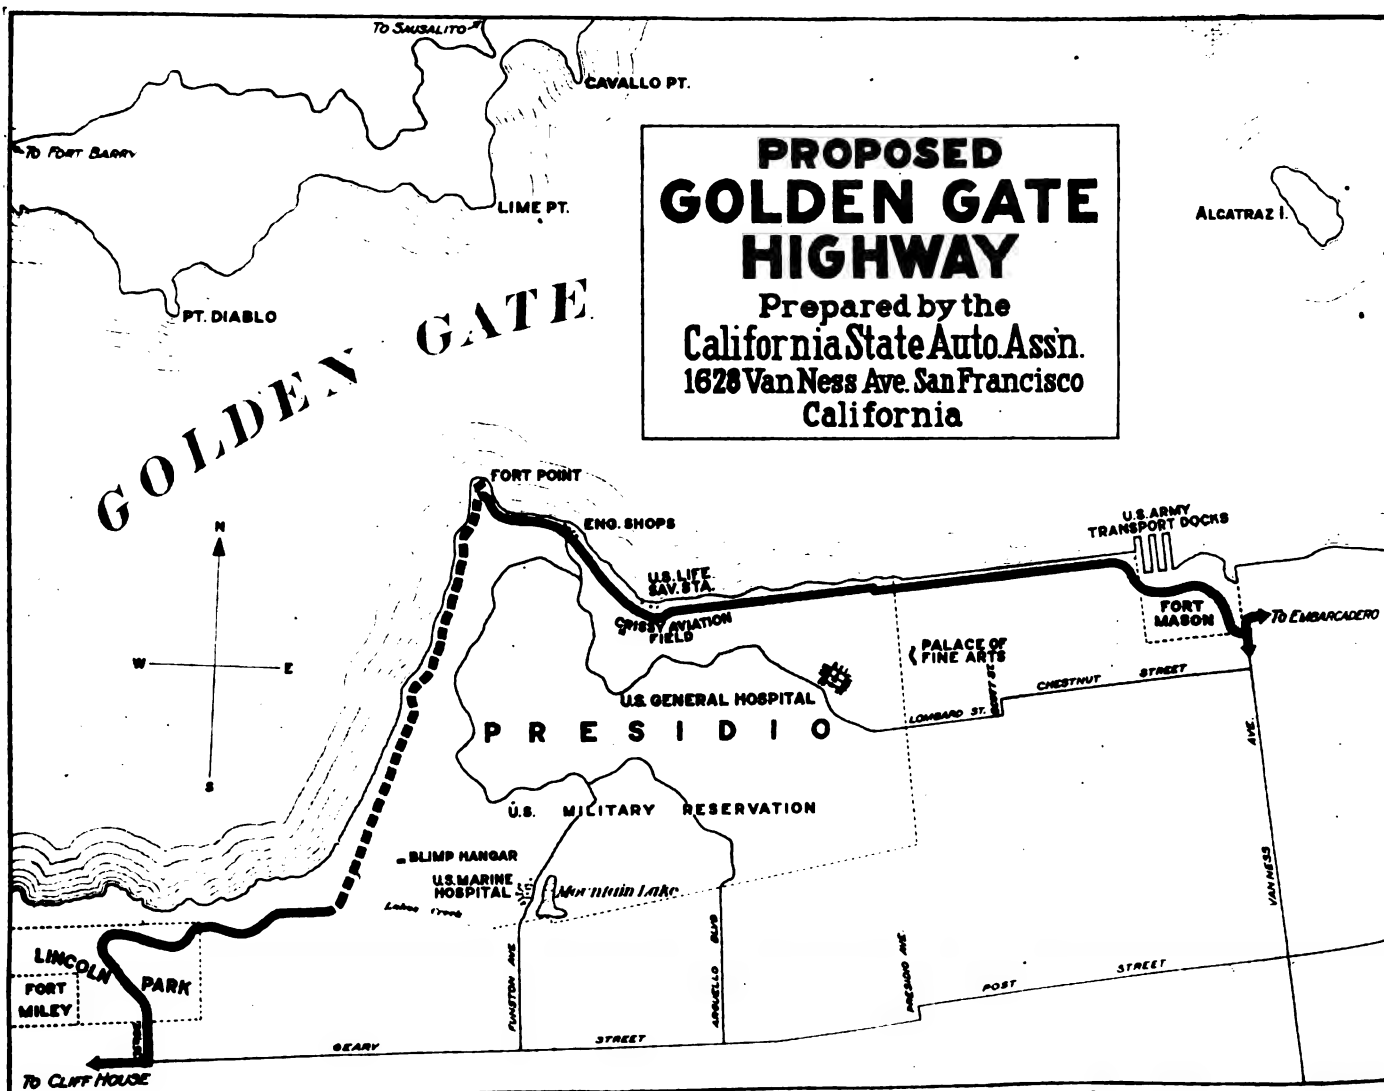 To SAUSALITO
CAVALLO PT.
To FORT BARRY
LIME PT.
PT. DIABLO
ALCATRAZ I.
PROPOSED
GOLDEN GATE
HIGHWAY
Prepared by the
California State Auto. Ass'n.
1628 Van Ness Ave. San Francisco
California
GOLDEN GATE
FORT POINT
ENG. SHOPS
U.S. LIFE
SAV. STA.
CRISSY AVIATION
FIELD
U.S. ARMY
TRANSPORT DOCKS
FORT
MASON
To EMBARCADERO
N
W
E
S
PALACE OF
FINE ARTS
U.S. GENERAL HOSPITAL
PRESIDIO
LOMBARD ST.
SCOTT ST.
CHESTNUT STREET
U.S. MILITARY RESERVATION
BLIMP HANGAR
U.S. MARINE
HOSPITAL
Mountain Lake
Lobos Creek
VAN NESS AVE.
LINCOLN PARK
FORT
MILEY
FUNSTON AVE
ARGUELLO BLVD
PRESIDIO AVE.
POST STREET
GEARY STREET
To CLIFF HOUSE